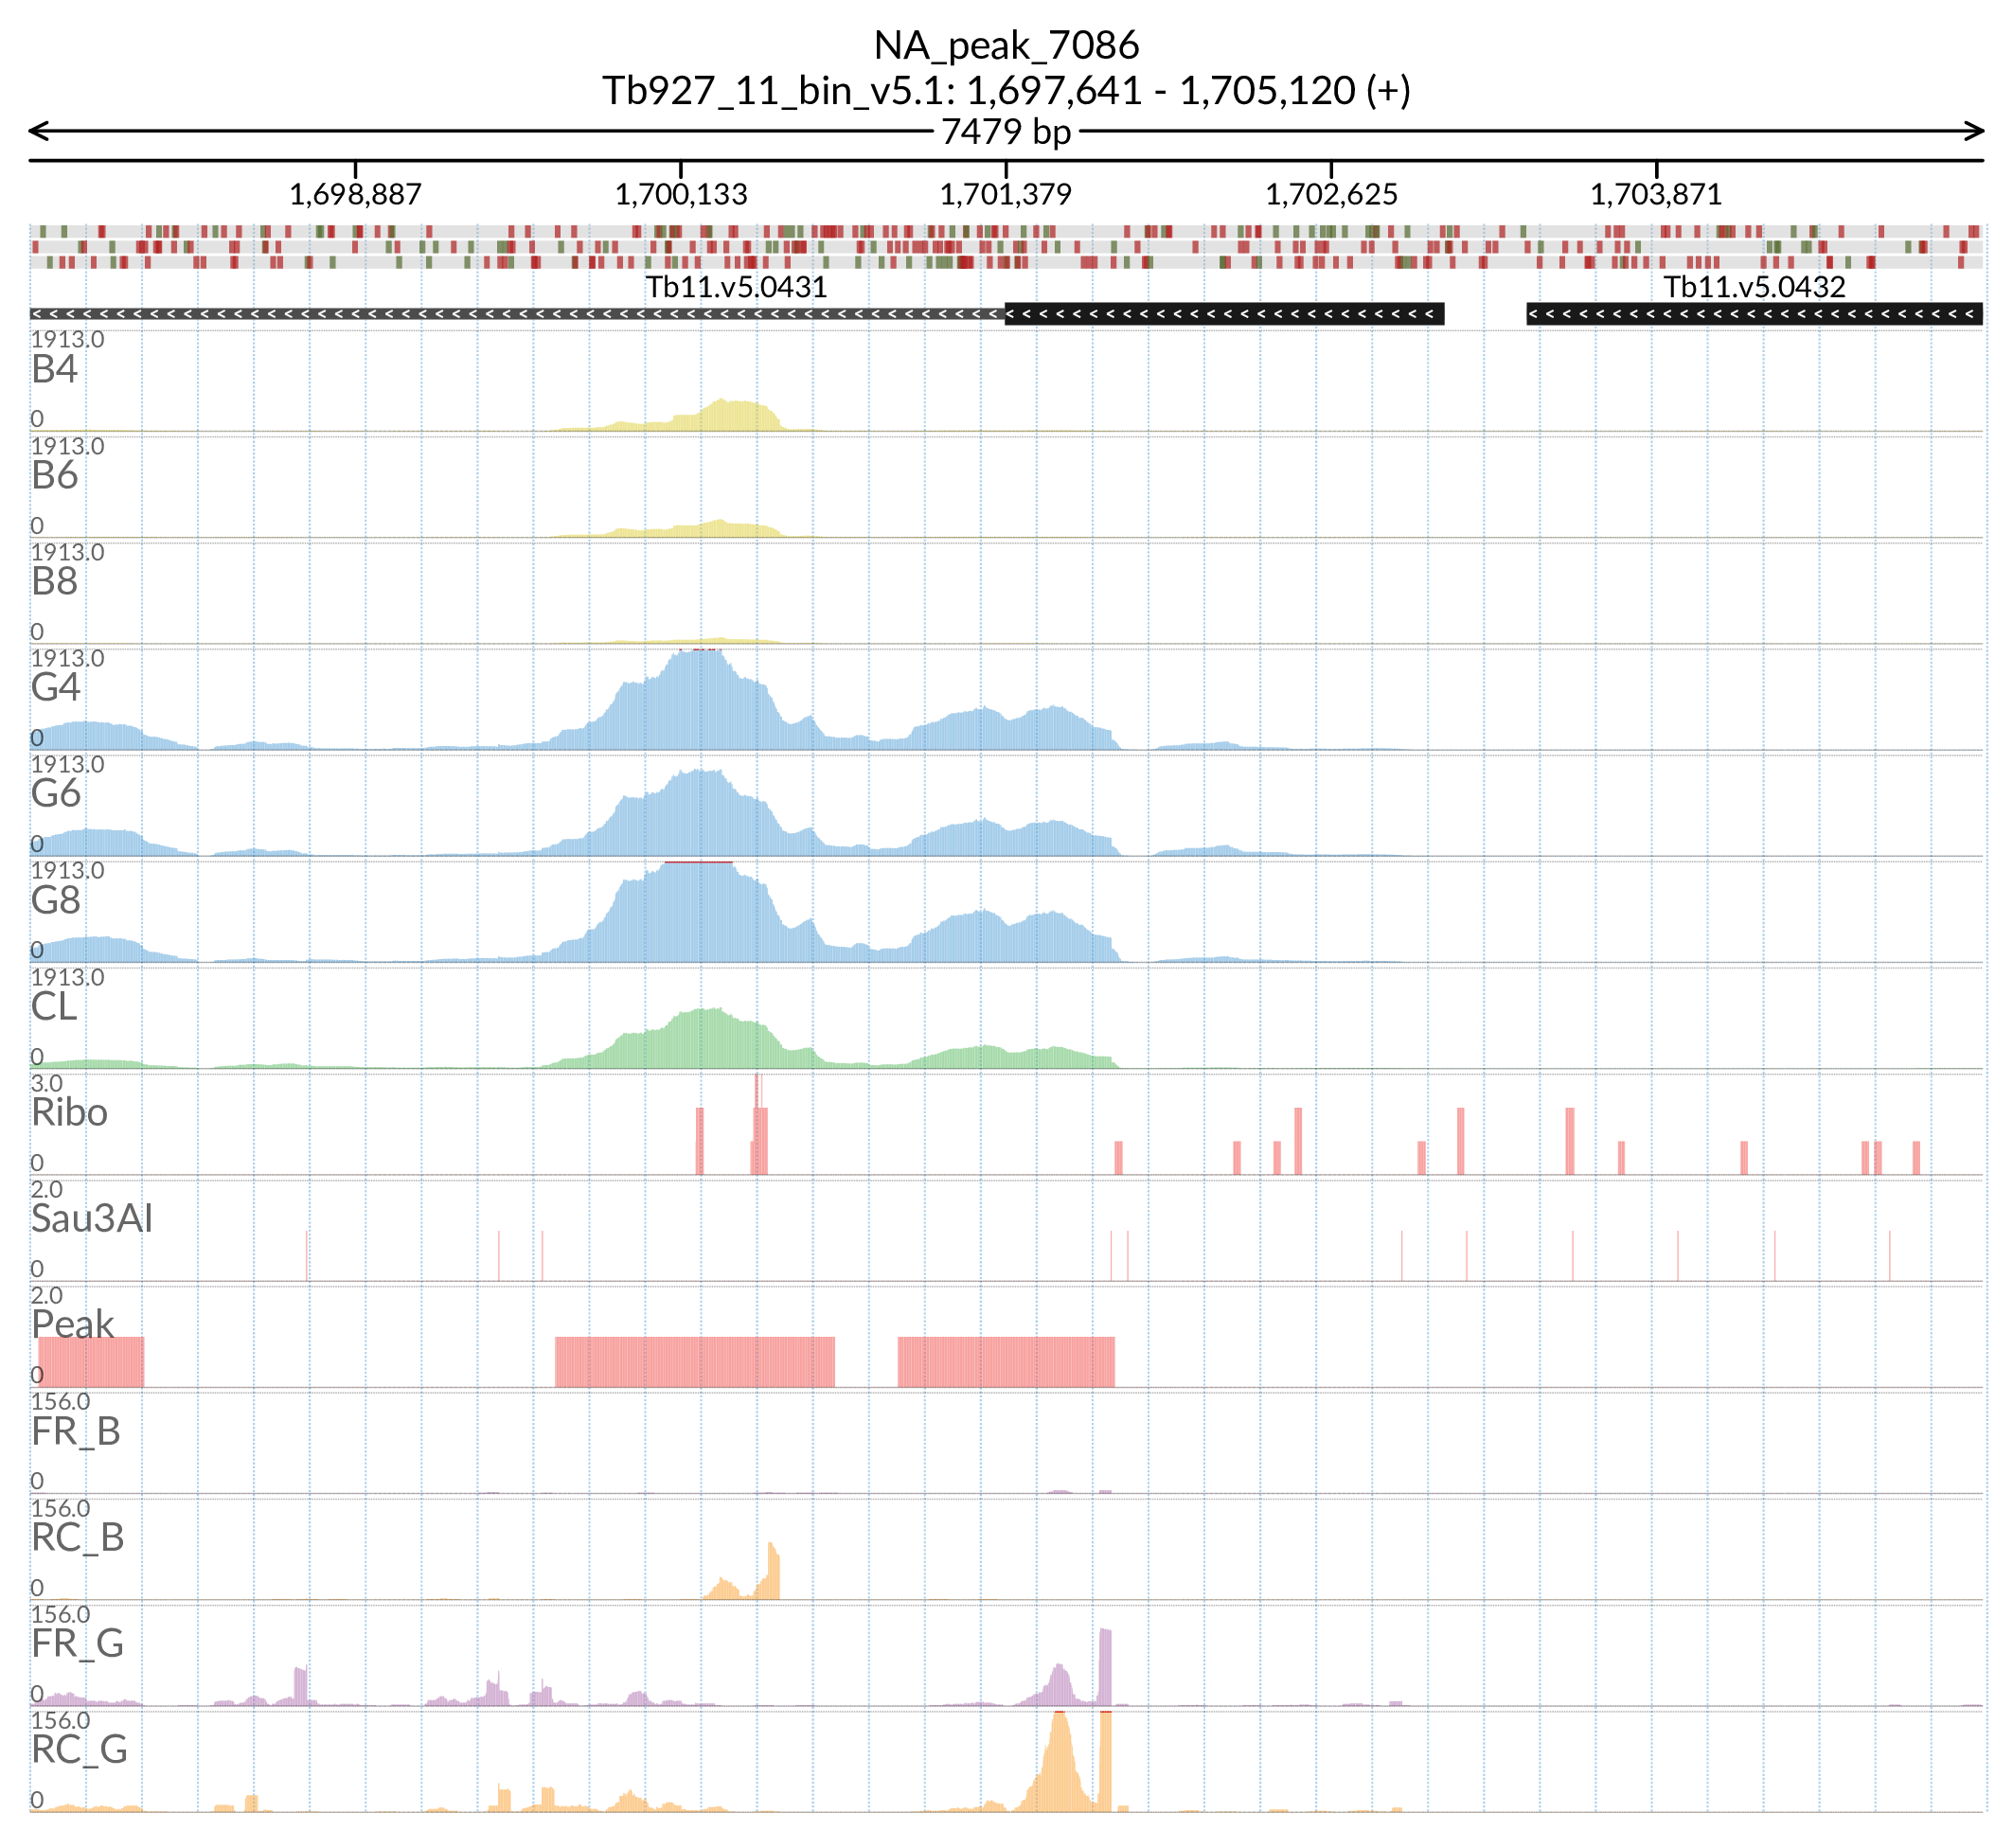 NA_peak_7086
Tb927_11_bin_v5.1: 1,697,641 - 1,705,120 (+)
7479 bp
1,698,887 1,700,133 1,701,379 1,702,625 1,703,871
Tb11.v5.0431 Tb11.v5.0432
1913.0
B4
0
1913.0
B6
0
1913.0
B8
0
1913.0
G4
0
1913.0
G6
0
1913.0
G8
0
1913.0
CL
0
3.0
Ribo
0
2.0
Sau3AI
0
2.0
Peak
0
156.0
FR_B
0
156.0
RC_B
0
156.0
FR_G
0
156.0
RC_G
0